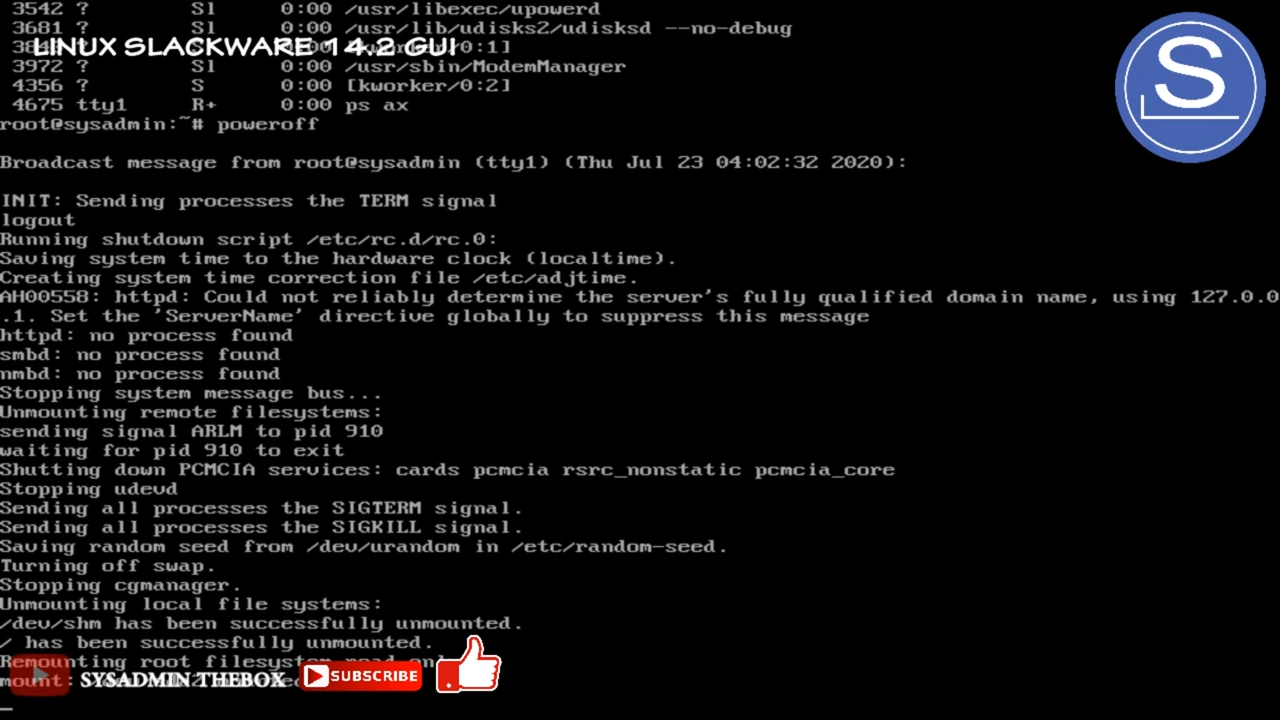 3542 ?        Sl     0:00 /usr/libexec/upowerd
3681 ?        Sl     0:00 /usr/lib/udisks2/udisksd --no-debug
LINUX SLACKWARE 14.2 GUI
3972 ?        Sl     0:00 /usr/sbin/ModemManager
4356 ?        S      0:00 [kworker/0:2]
4675 tty1     R+     0:00 ps ax
root@sysadmin:~# poweroff
Broadcast message from root@sysadmin (tty1) (Thu Jul 23 04:02:32 2020):
INIT: Sending processes the TERM signal
logout
Running shutdown script /etc/rc.d/rc.0:
Saving system time to the hardware clock (localtime).
Creating system time correction file /etc/adjtime.
AH00558: httpd: Could not reliably determine the server's fully qualified domain name, using 127.0.0
.1. Set the 'ServerName' directive globally to suppress this message
httpd: no process found
smbd: no process found
nmbd: no process found
Stopping system message bus...
Unmounting remote filesystems:
sending signal ARLM to pid 910
waiting for pid 910 to exit
Shutting down PCMCIA services: cards pcmcia rsrc_nonstatic pcmcia_core
Stopping udevd
Sending all processes the SIGTERM signal.
Sending all processes the SIGKILL signal.
Saving random seed from /dev/urandom in /etc/random-seed.
Turning off swap.
Stopping cgmanager.
Unmounting local file systems:
/dev/shm has been successfully unmounted.
/ has been successfully unmounted.
Remounting root filesystem
mount:
SYSADMIN THEBOX
SUBSCRIBE
S